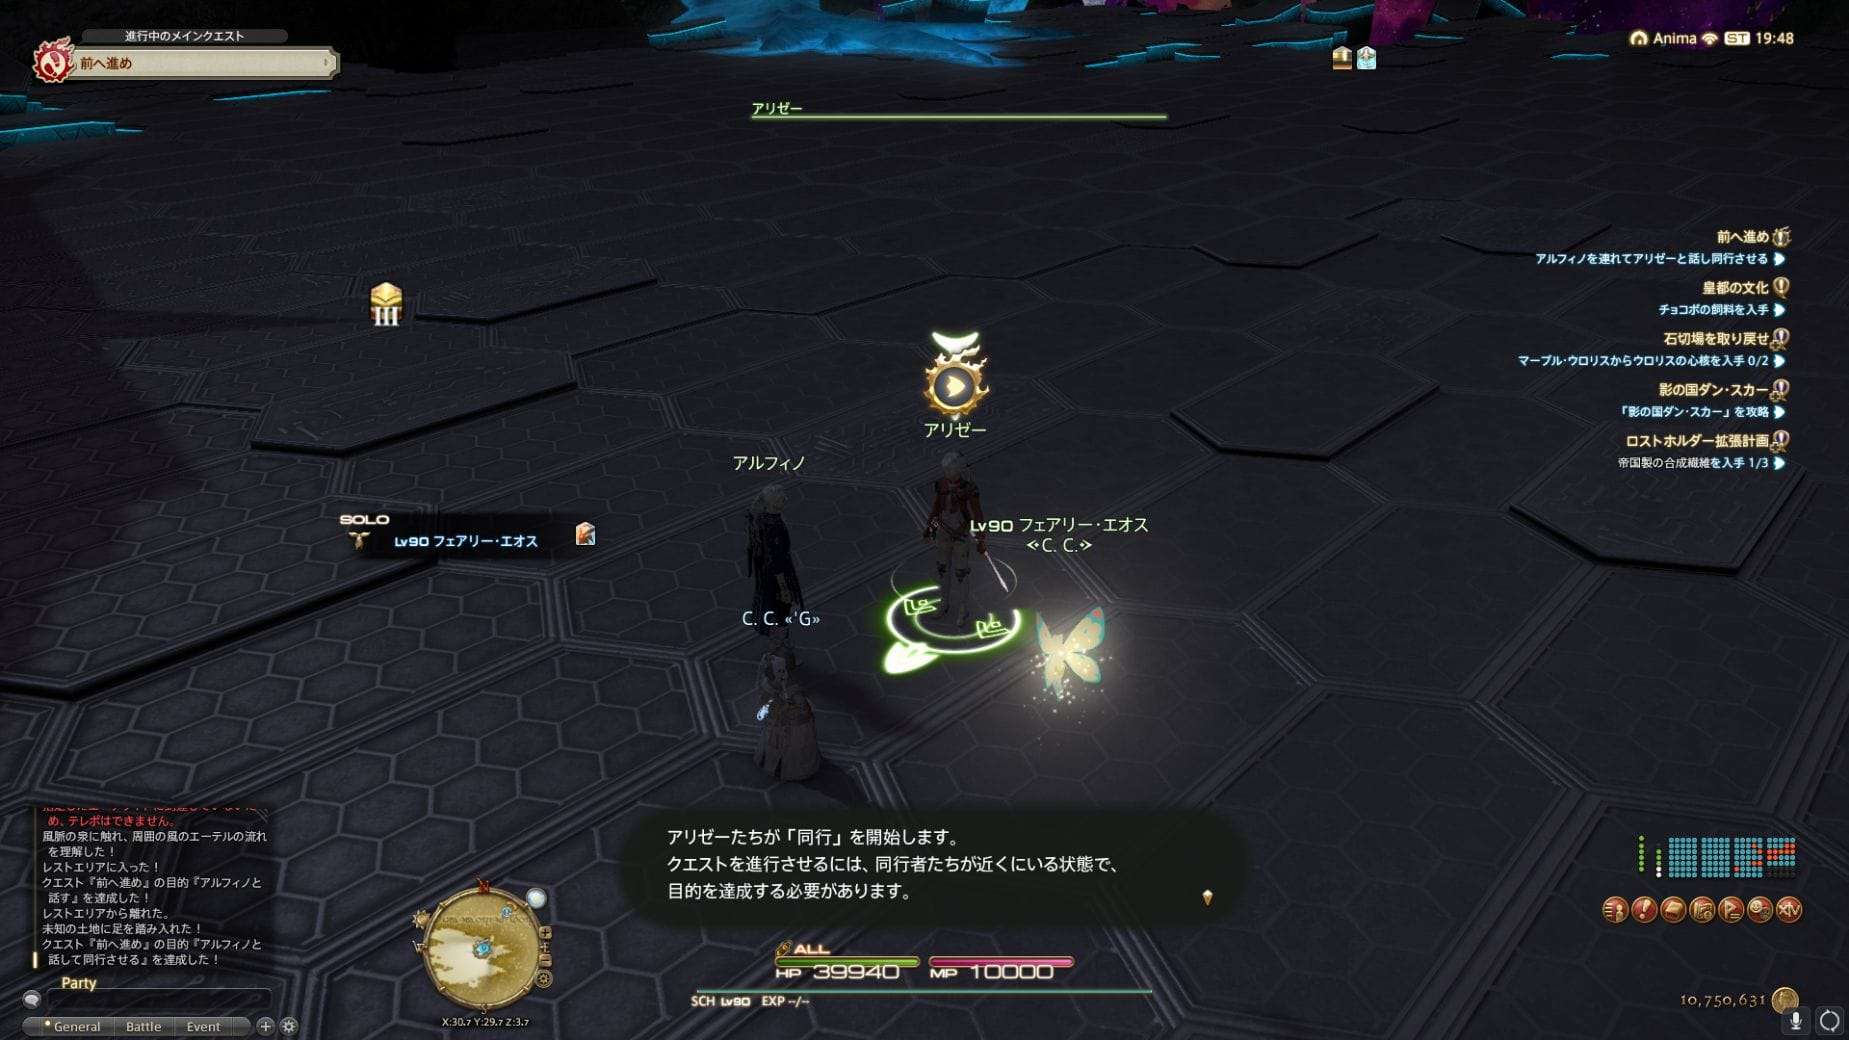 進行中のメインクエスト
前へ進め
Anima ST 19:48
アリゼー
前へ進め
アルフィノを連れてアリゼーと話し同行させる
皇都の文化
チョコボの飼料を入手
石切場を取り戻せ
マーブル・ウロリスからウロリスの心核を入手 0/2
影の国ダン・スカー
「影の国ダン・スカー」を攻略
ロストホルダー拡張計画
帝国製の合成繊維を入手 1/3
III
アリゼー
アルフィノ
SOLO
Lv90 フェアリー・エオス
Lv90 フェアリー・エオス
<C. C.>
C. C. «'G»
め、テレポはできません。
風脈の泉に触れ、周囲の風のエーテルの流れ
を理解した！
レストエリアに入った！
クエスト『前へ進め』の目的『アルフィノと
話す』を達成した！
レストエリアから離れた。
未知の土地に足を踏み入れた！
クエスト『前へ進め』の目的『アルフィノと
話して同行させる』を達成した！
Party
General Battle Event
N
X:30.7 Y:29.7 Z:3.7
アリゼーたちが「同行」を開始します。
クエストを進行させるには、同行者たちが近くにいる状態で、
目的を達成する必要があります。
ALL
HP 39940 MP 10000
SCH Lv90 EXP --/--
XIV
10,750,631